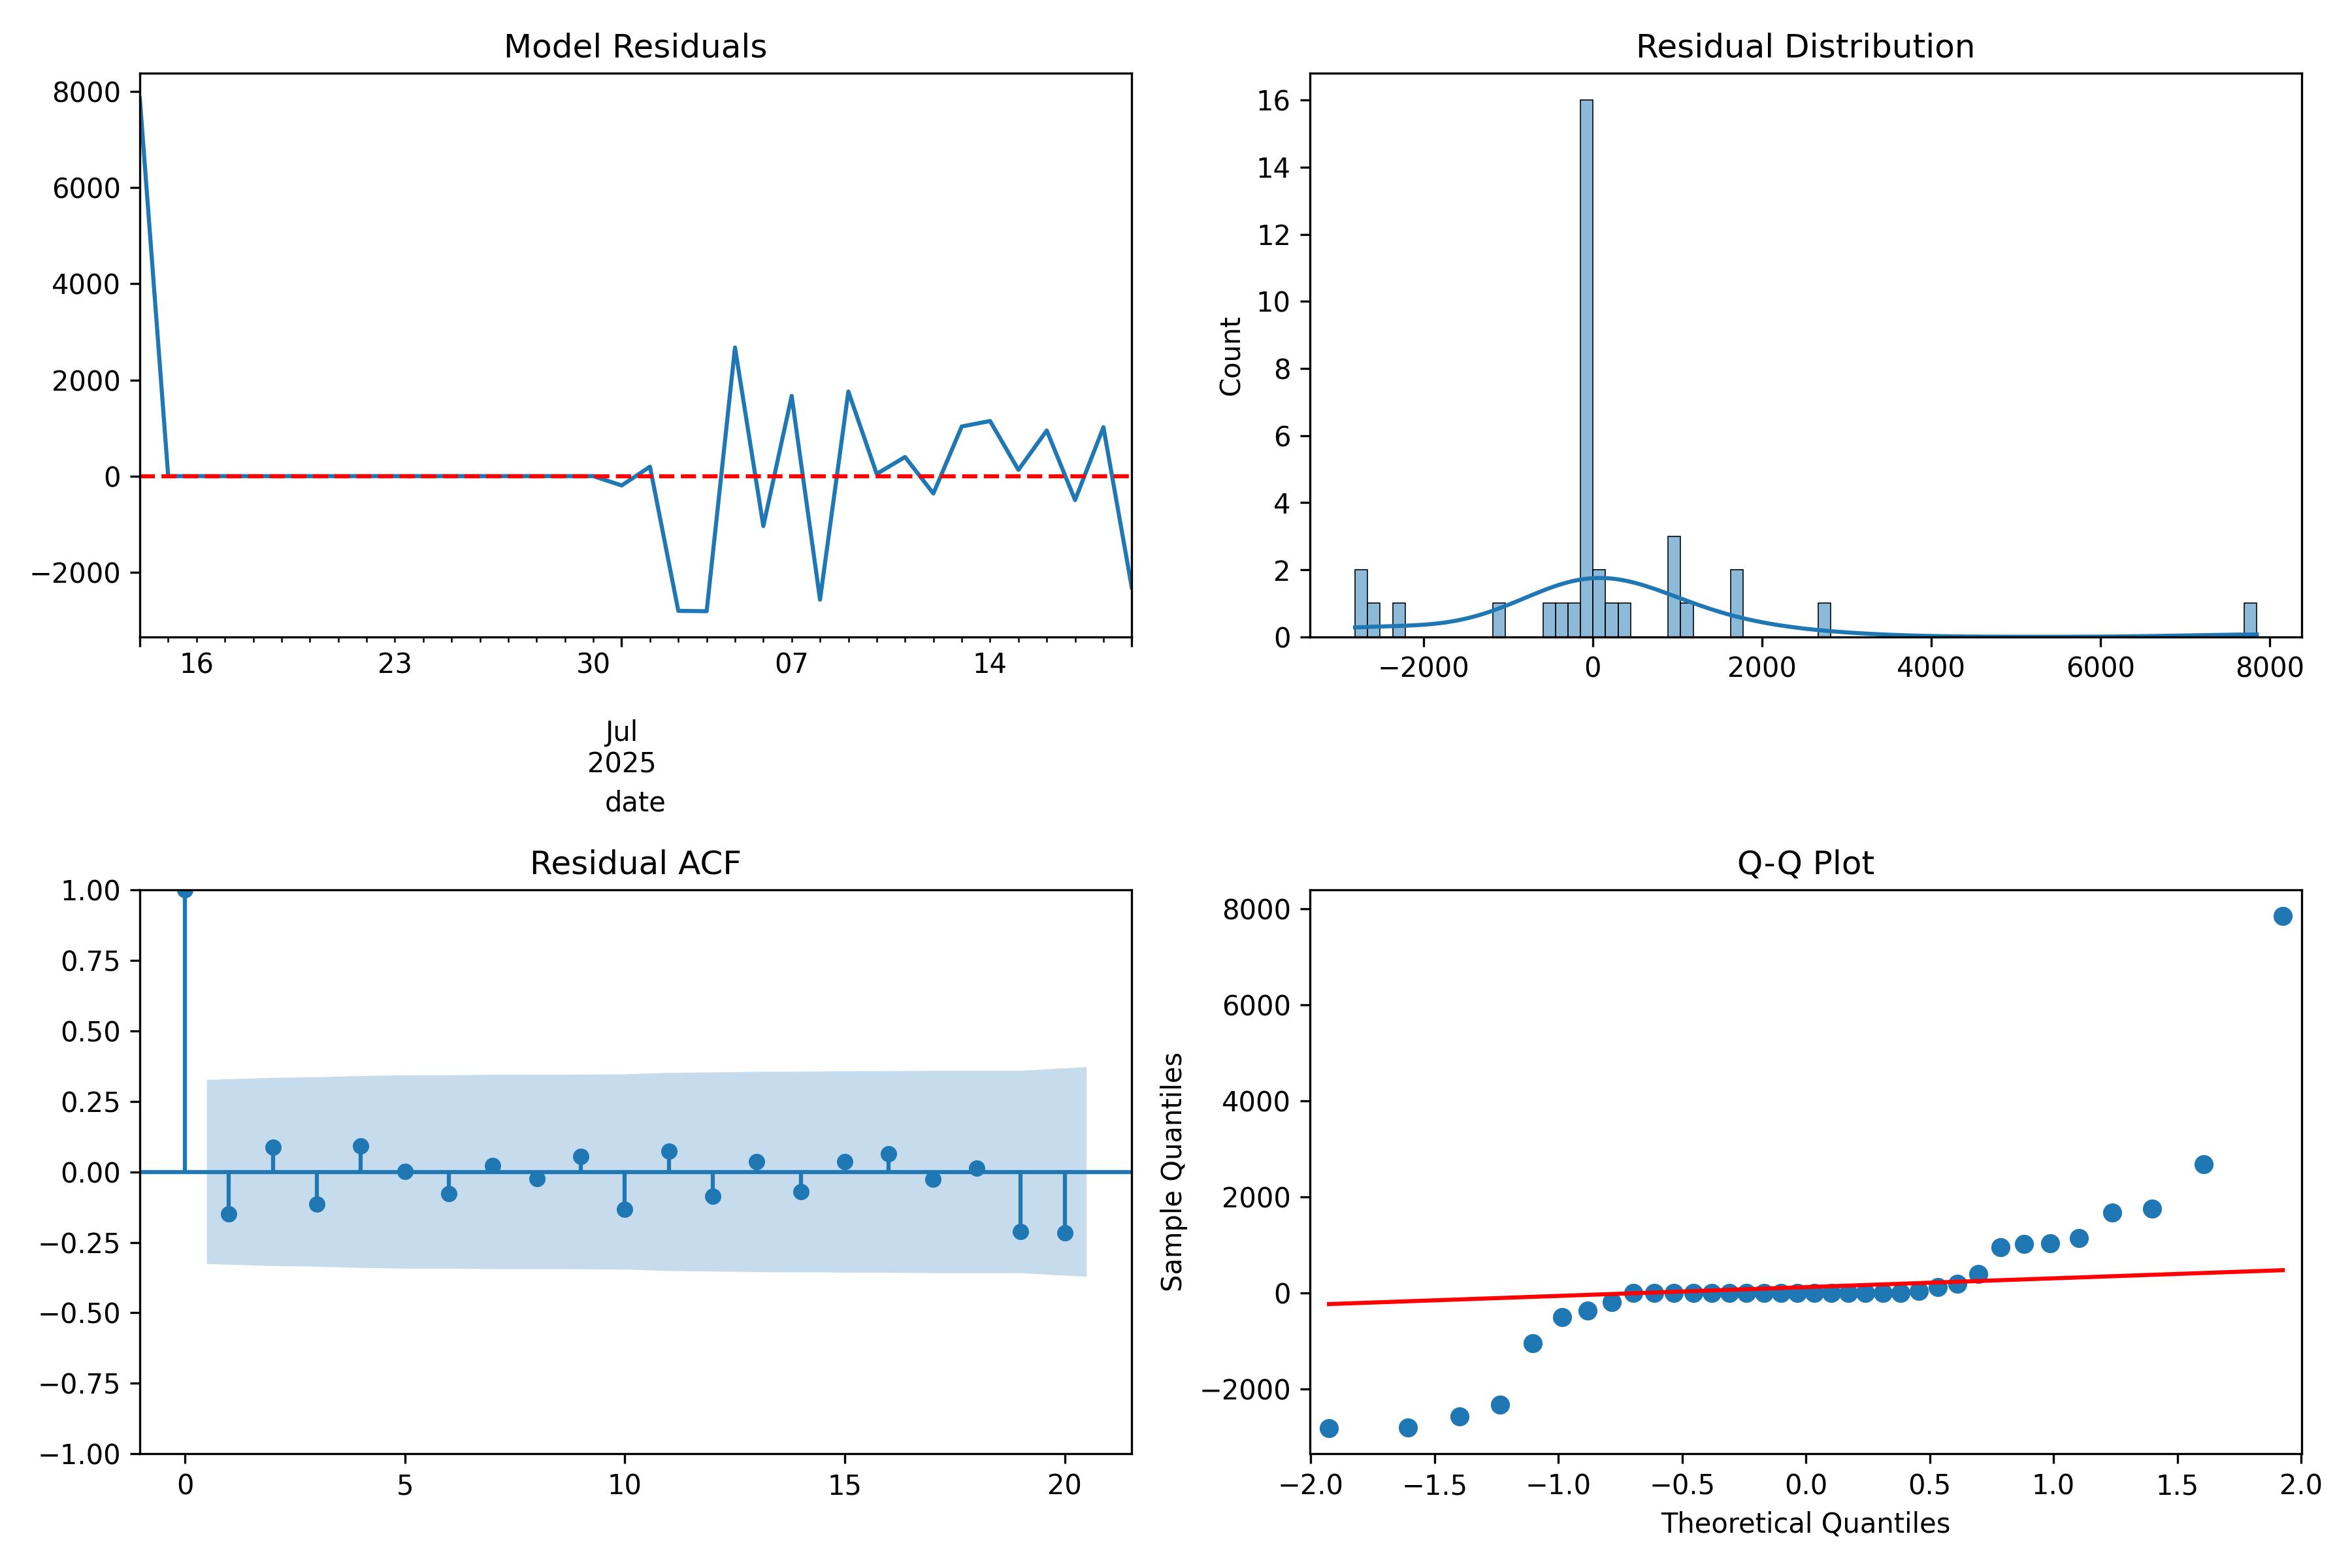 Model Residuals
8000
6000
4000
2000
0
−2000
16 23 30 07 14
Jul
2025
date
Residual Distribution
Count
16
14
12
10
8
6
4
2
0
−2000 0 2000 4000 6000 8000
Residual ACF
1.00
0.75
0.50
0.25
0.00
−0.25
−0.50
−0.75
−1.00
0 5 10 15 20
Q-Q Plot
Sample Quantiles
8000
6000
4000
2000
0
−2000
−2.0 −1.5 −1.0 −0.5 0.0 0.5 1.0 1.5 2.0
Theoretical Quantiles